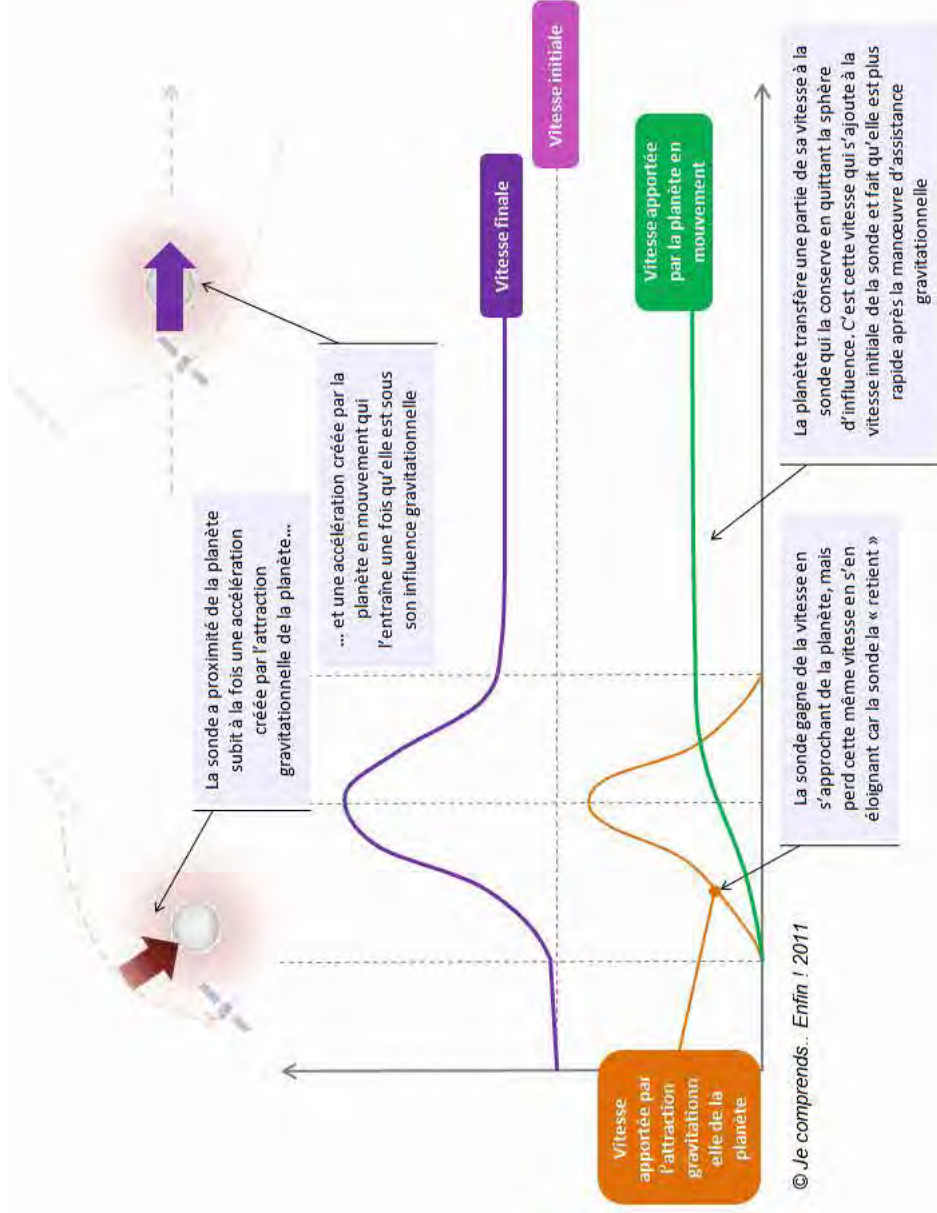 La sonde a proximité de la planète
subit à la fois une accélération
créée par l'attraction
gravitationnelle de la planète...
... et une accélération créée par la
planète en mouvement qui
l'entraîne une fois qu'elle est sous
son influence gravitationnelle
Vitesse finale
Vitesse initiale
Vitesse apportée
par la planète en
mouvement
Vitesse
apportée par
l'attraction
gravitationn
elle de la
planète
La sonde gagne de la vitesse en
s'approchant de la planète, mais
perd cette même vitesse en s'en
éloignant car la sonde la « retient »
La planète transfère une partie de sa vitesse à la
sonde qui la conserve en quittant la sphère
d'influence. C'est cette vitesse qui s'ajoute à la
vitesse initiale de la sonde et fait qu'elle est plus
rapide après la manœuvre d'assistance
gravitationnelle
© Je comprends.. Enfin ! 2011